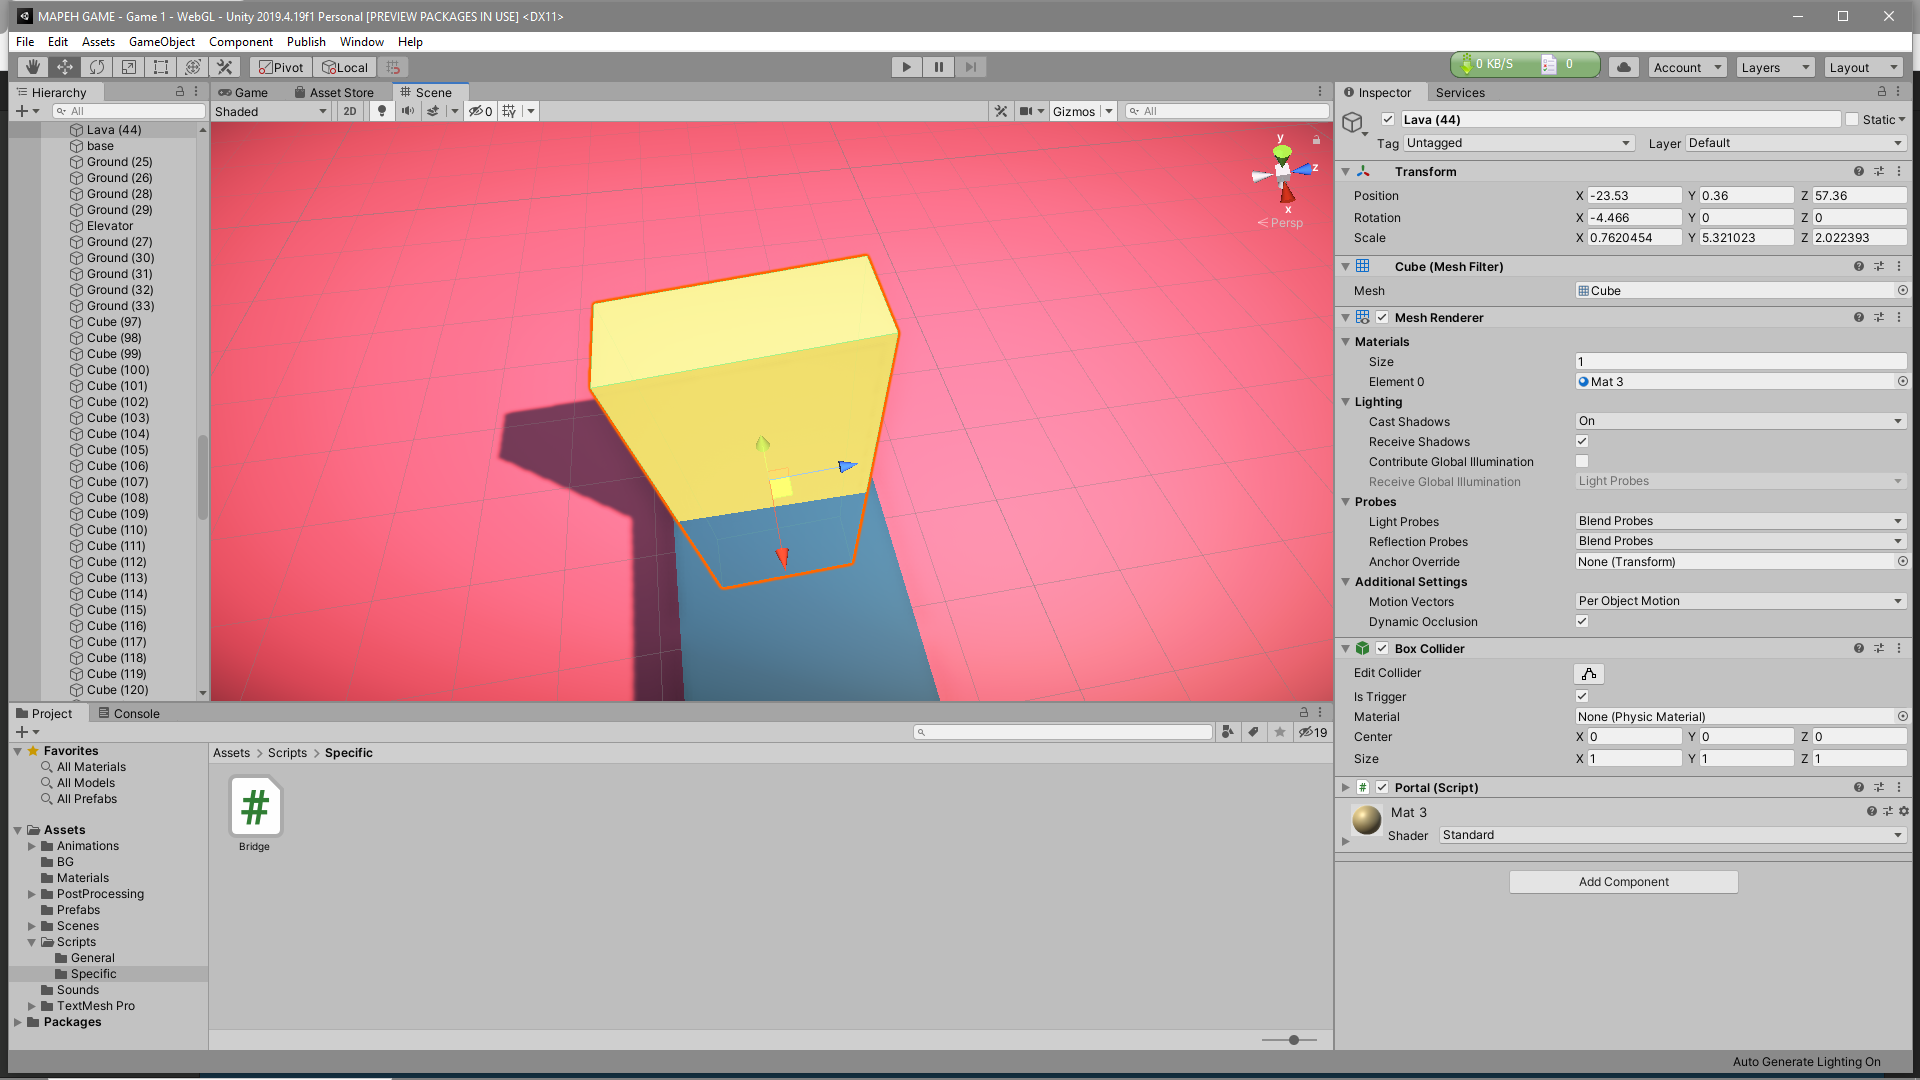 MAPEH GAME - Game 1 - WebGL - Unity 2019.4.19f1 Personal [PREVIEW PACKAGES IN USE] <DX11>
File Edit Assets GameObject Component Publish Window Help
Pivot Local 0 KB/S 0 Account Layers Layout
Hierarchy
All
Lava (44)
base
Ground (25)
Ground (26)
Ground (28)
Ground (29)
Elevator
Ground (27)
Ground (30)
Ground (31)
Ground (32)
Ground (33)
Cube (97)
Cube (98)
Cube (99)
Cube (100)
Cube (101)
Cube (102)
Cube (103)
Cube (104)
Cube (105)
Cube (106)
Cube (107)
Cube (108)
Cube (109)
Cube (110)
Cube (111)
Cube (112)
Cube (113)
Cube (114)
Cube (115)
Cube (116)
Cube (117)
Cube (118)
Cube (119)
Cube (120)
Game Asset Store Scene
Shaded 2D 0 Gizmos All
y
z
x
Persp
Inspector Services
Lava (44) Static
Tag Untagged Layer Default
Transform
Position X -23.53 Y 0.36 Z 57.36
Rotation X -4.466 Y 0 Z 0
Scale X 0.7620454 Y 5.321023 Z 2.022393
Cube (Mesh Filter)
Mesh Cube
Mesh Renderer
Materials
Size 1
Element 0 Mat 3
Lighting
Cast Shadows On
Receive Shadows
Contribute Global Illumination
Receive Global Illumination Light Probes
Probes
Light Probes Blend Probes
Reflection Probes Blend Probes
Anchor Override None (Transform)
Additional Settings
Motion Vectors Per Object Motion
Dynamic Occlusion
Box Collider
Edit Collider
Is Trigger
Material None (Physic Material)
Center X 0 Y 0 Z 0
Size X 1 Y 1 Z 1
# Portal (Script)
Mat 3
Shader Standard
Add Component
Project Console
19
Favorites
All Materials
All Models
All Prefabs
Assets
Animations
BG
Materials
PostProcessing
Prefabs
Scenes
Scripts
General
Specific
Sounds
TextMesh Pro
Packages
Assets > Scripts > Specific
#
Bridge
Auto Generate Lighting On